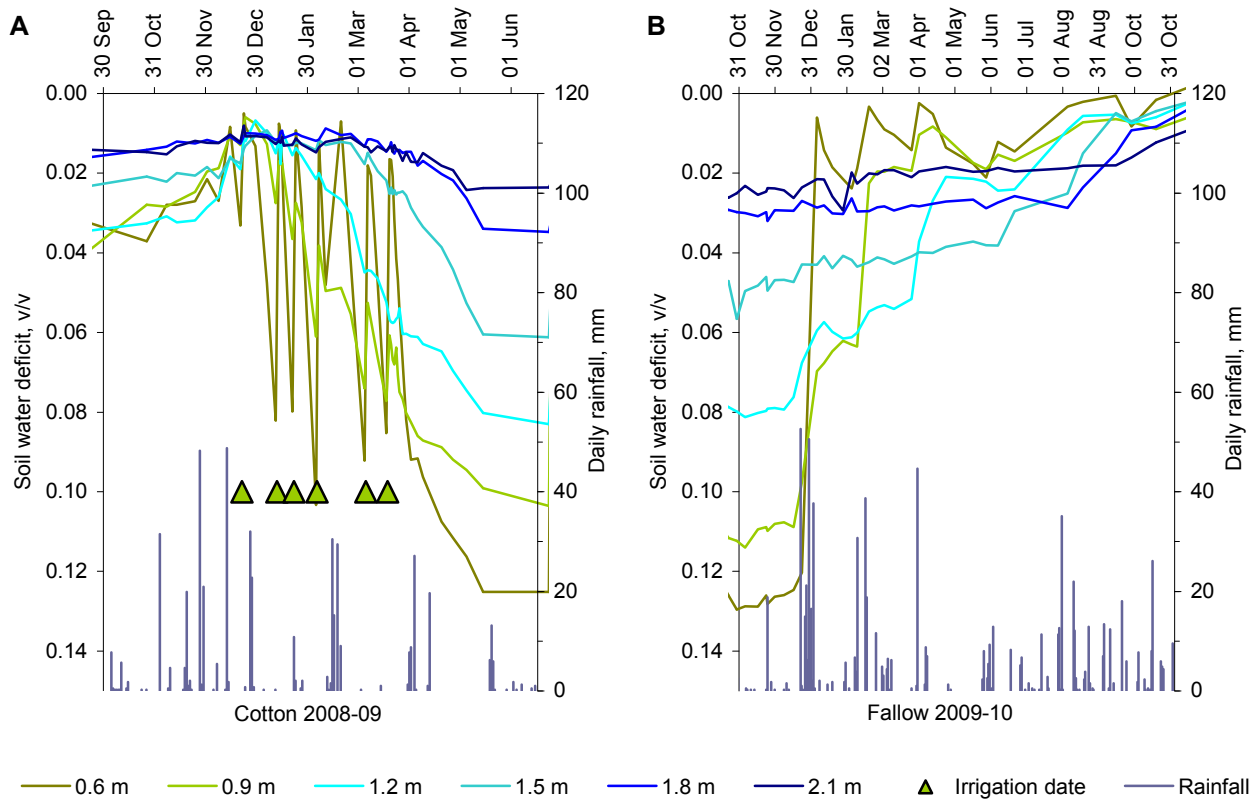 A
30 Sep
31 Oct
30 Nov
30 Dec
30 Jan
01 Mar
01 Apr
01 May
01 Jun
Soil water deficit, v/v
0.00
0.02
0.04
0.06
0.08
0.10
0.12
0.14
120
100
80
60
40
20
0
Daily rainfall, mm
Cotton 2008-09
B
31 Oct
30 Nov
31 Dec
30 Jan
02 Mar
01 Apr
01 Jun
01 Jul
01 Aug
31 Aug
01 Oct
31 Oct
Soil water deficit, v/v
0.00
0.02
0.04
0.06
0.08
0.10
0.12
0.14
120
100
80
60
40
20
0
Daily rainfall, mm
Fallow 2009-10
0.6 m 0.9 m 1.2 m 1.5 m 1.8 m 2.1 m Irrigation date Rainfall